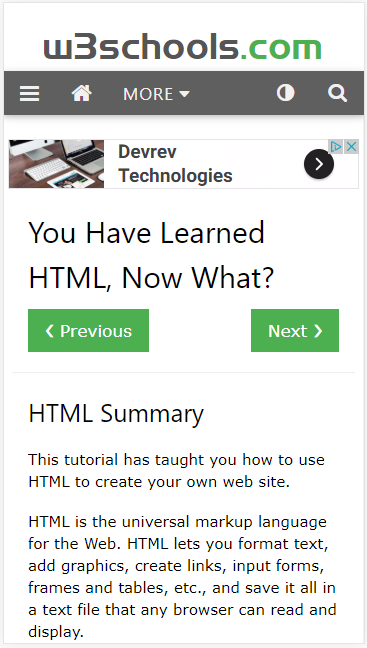 w3schools.com
MORE
Devrev
Technologies
You Have Learned
HTML, Now What?
❮ Previous
Next ❯
HTML Summary
This tutorial has taught you how to use
HTML to create your own web site.
HTML is the universal markup language
for the Web. HTML lets you format text,
add graphics, create links, input forms,
frames and tables, etc., and save it all in
a text file that any browser can read and
display.